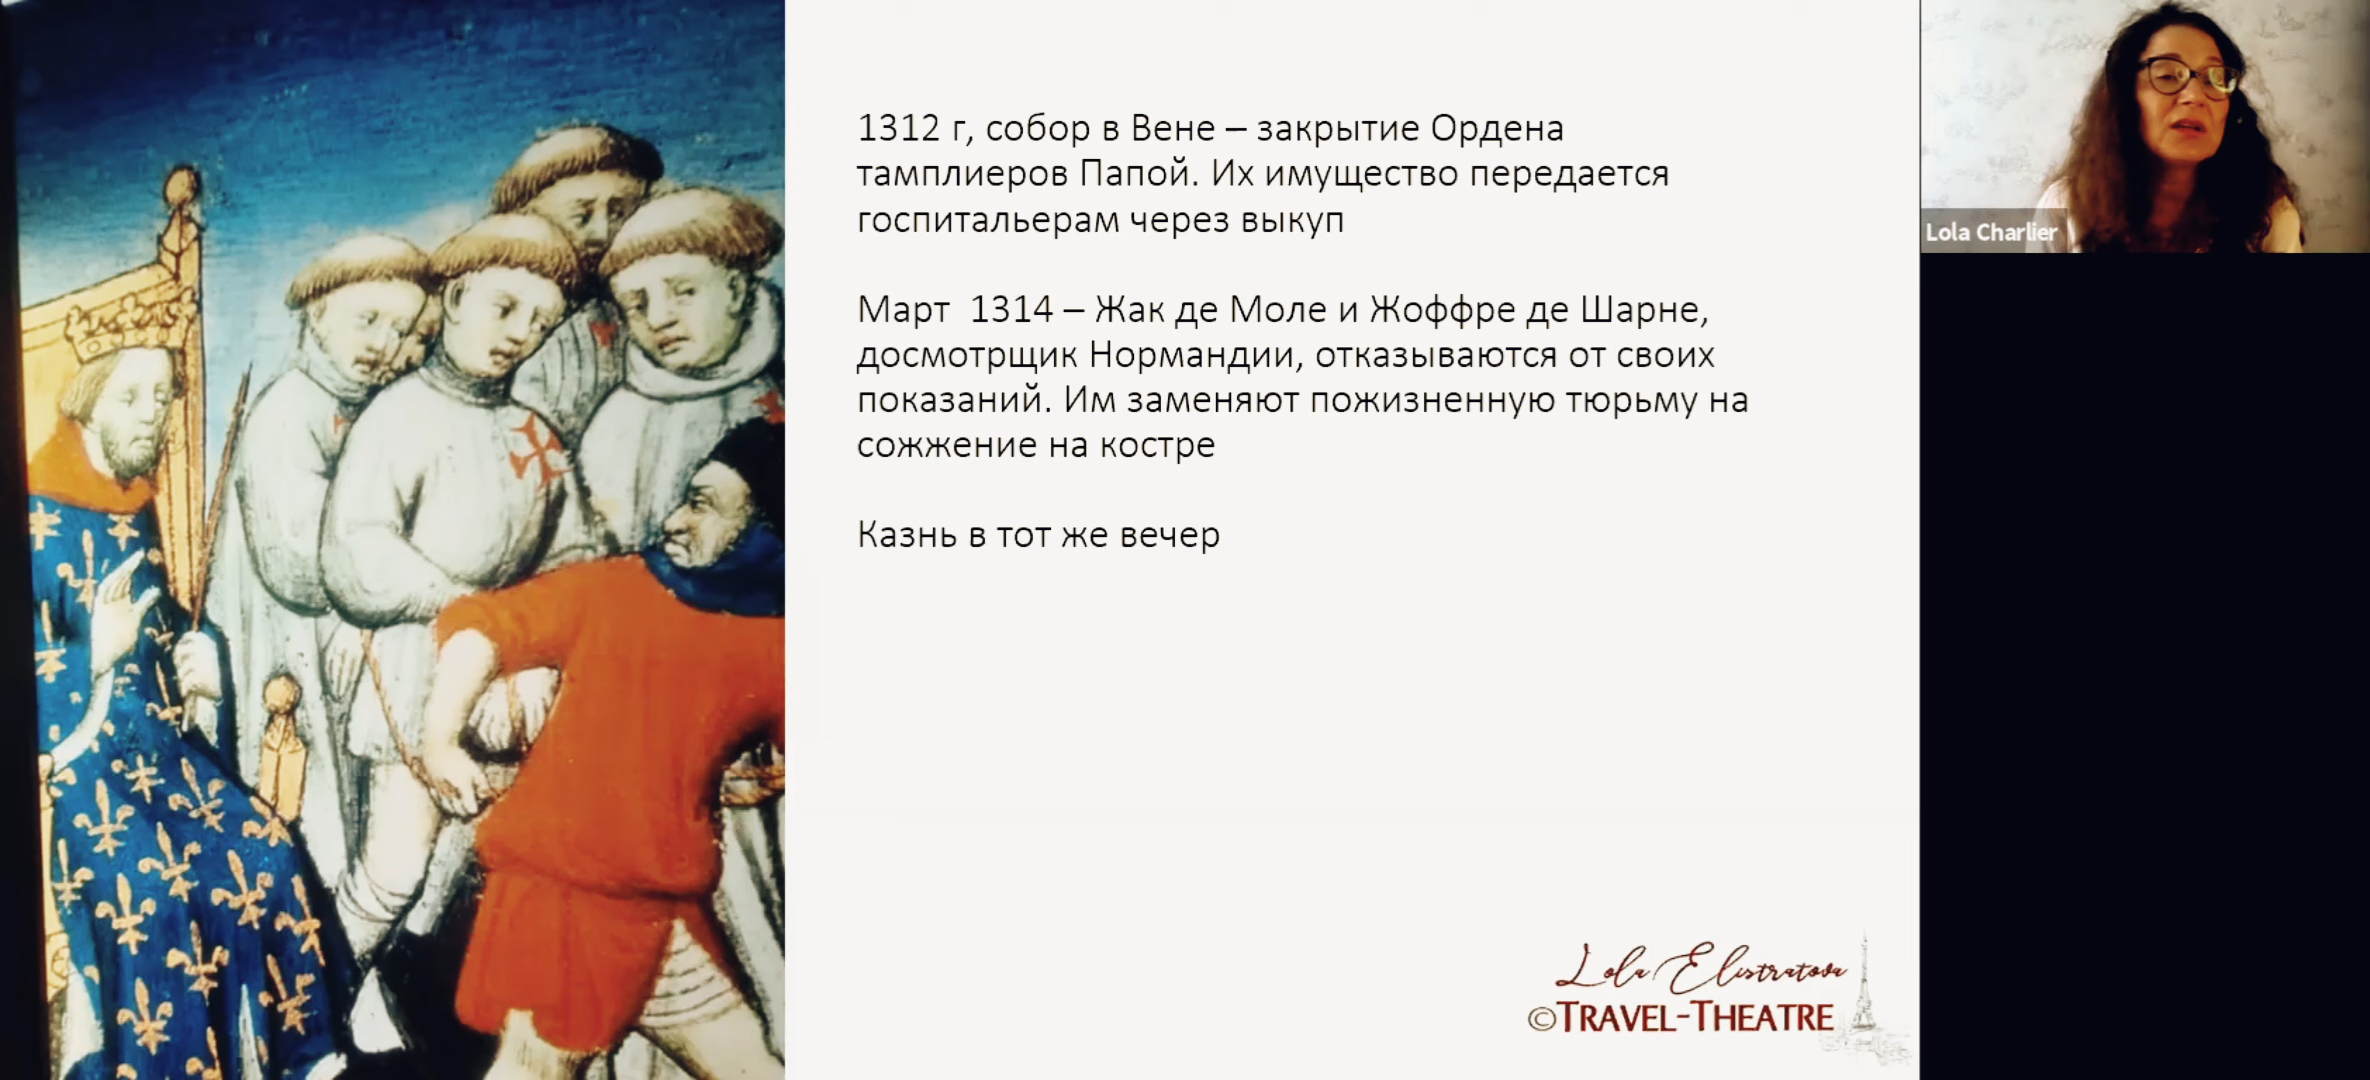 1312 г, собор в Вене – закрытие Ордена
тамплиеров Папой. Их имущество передается
госпитальерам через выкуп
Март  1314 – Жак де Моле и Жоффре де Шарне,
досмотрщик Нормандии, отказываются от своих
показаний. Им заменяют пожизненную тюрьму на
сожжение на костре
Казнь в тот же вечер
Lola Charlier
Lola Elistratova
©TRAVEL-THEATRE